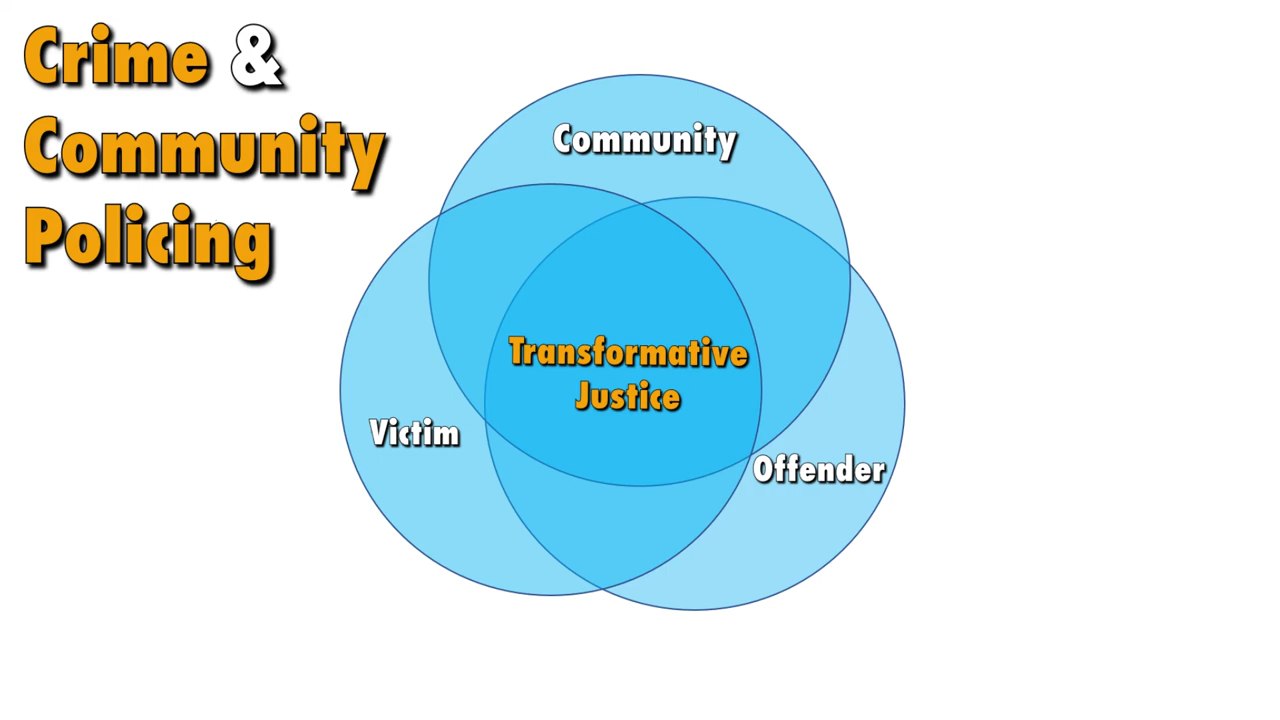 Crime &
Community
Policing
Community
Transformative
Justice
Victim
Offender